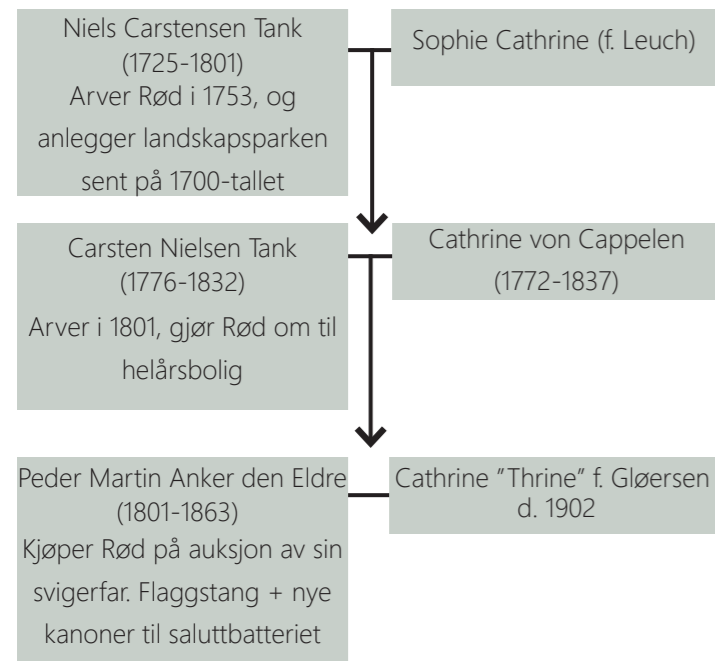 Niels Carstensen Tank
(1725-1801)
Arver Rød i 1753, og
anlegger landskapsparken
sent på 1700-tallet
Sophie Cathrine (f. Leuch)
Carsten Nielsen Tank
(1776-1832)
Arver i 1801, gjør Rød om til
helårsbolig
Cathrine von Cappelen
(1772-1837)
Peder Martin Anker den Eldre
(1801-1863)
Kjøper Rød på auksjon av sin
svigerfar. Flaggstang + nye
kanoner til saluttbatteriet
Cathrine "Thrine" f. Gløersen
d. 1902